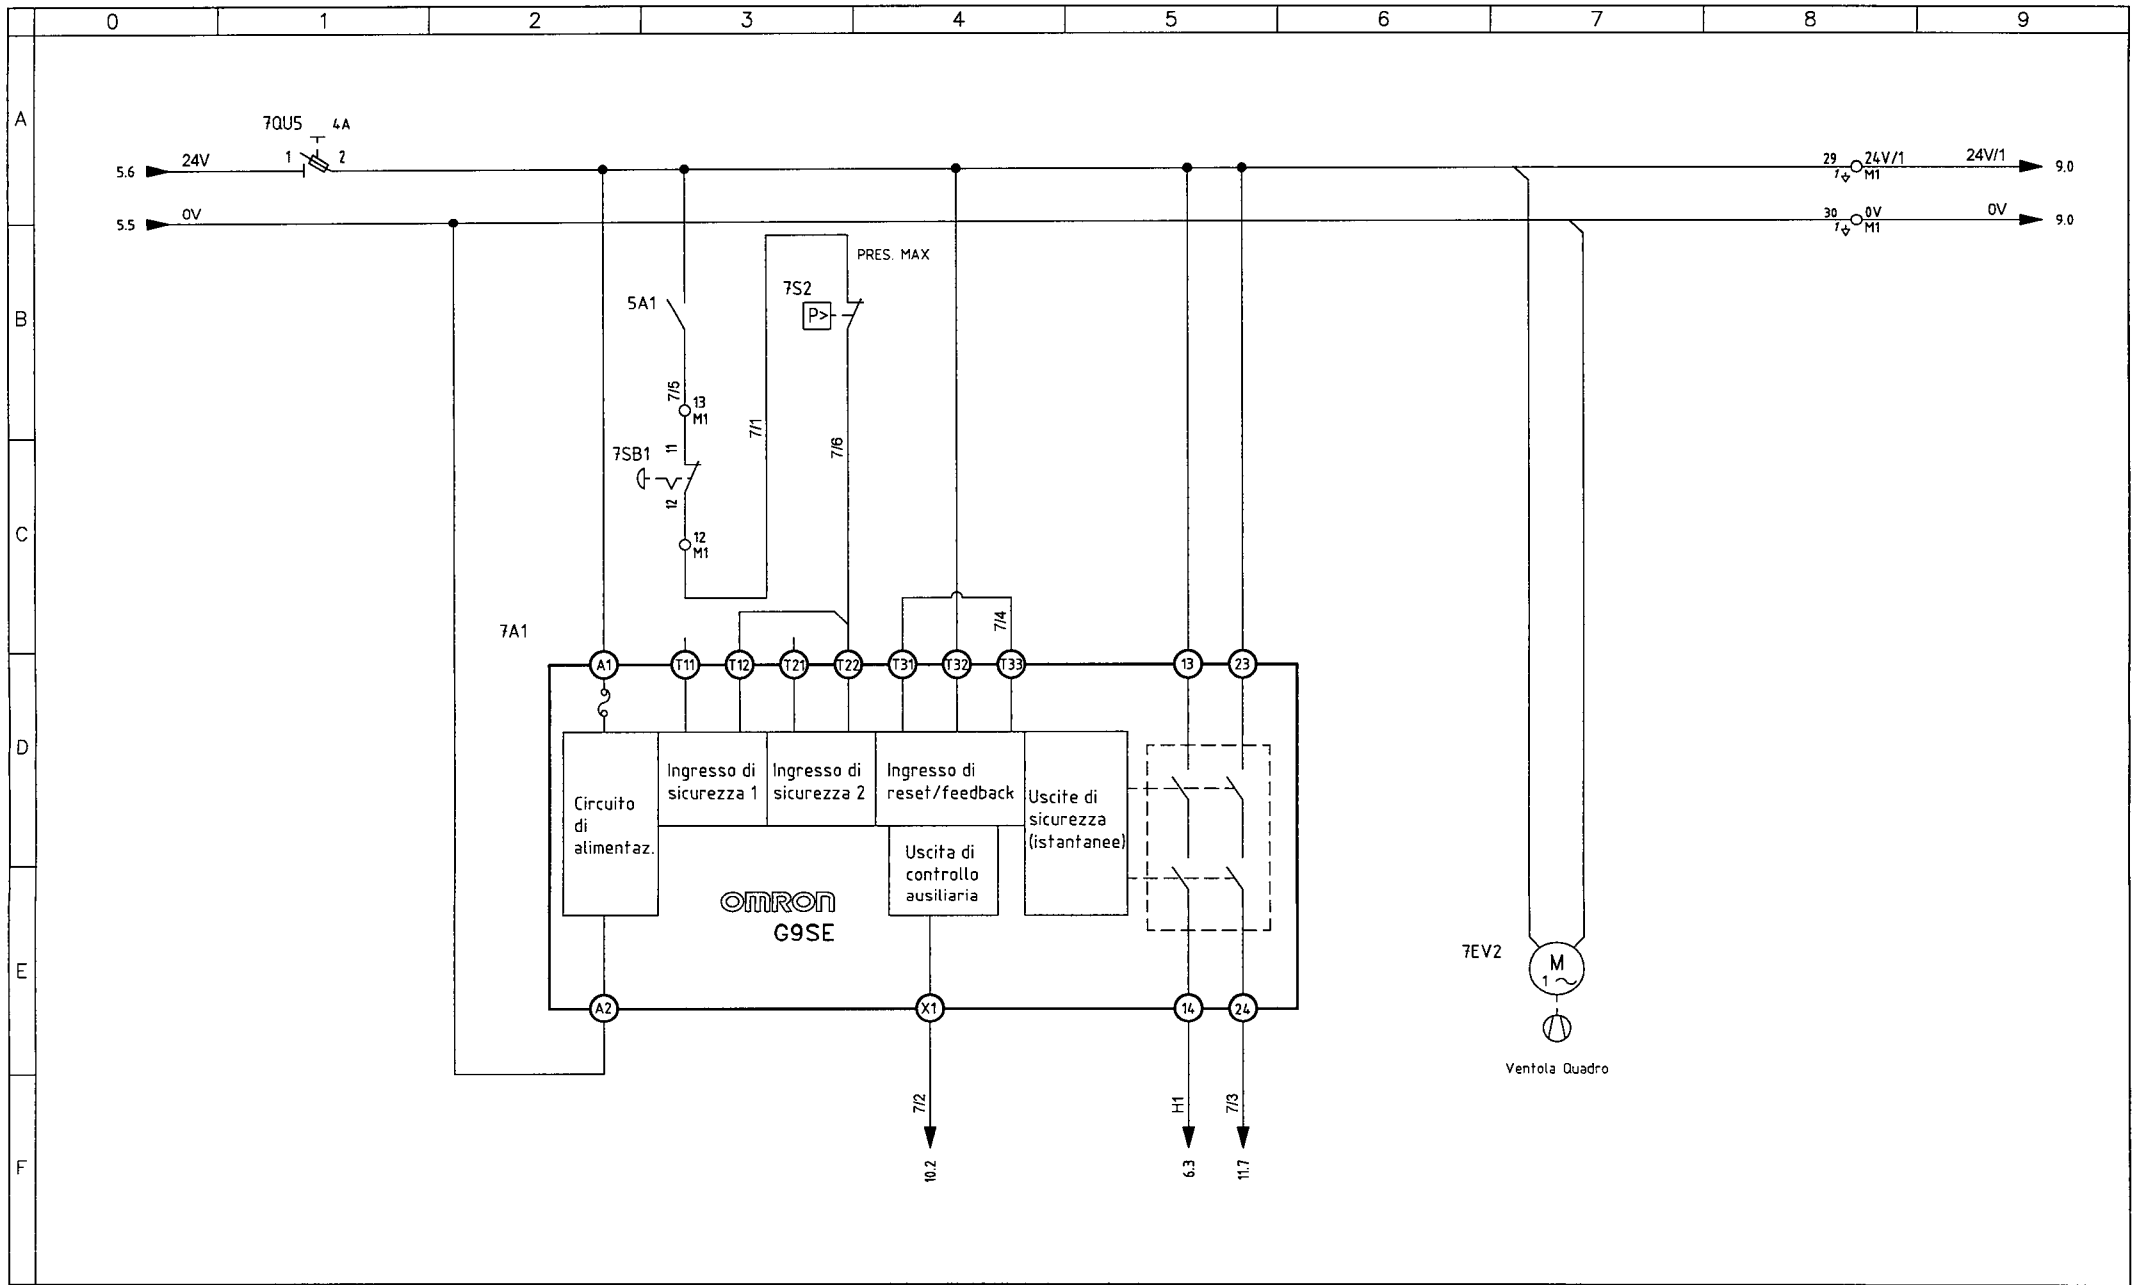 0 1 2 3 4 5 6 7 8 9
A
7QU5 4A
1 2
5.6 24V
29 24V/1 24V/1 9.0
1 M1
5.5 0V
30 0V 0V 9.0
1 M1
PRES. MAX
7S2
5A1
P>
B
7/5
13
M1
7/1
7/6
11
7SB1
12
C
12
M1
7/4
7A1
A1 T11 T12 T21 T22 T31 T32 T33 13 23
D
Ingresso di
sicurezza 1
Ingresso di
sicurezza 2
Ingresso di
reset/feedback
Circuito
di
alimentaz.
Uscite di
sicurezza
(istantanee)
Uscita di
controllo
ausiliaria
OMRON
G9SE
7EV2
M
1
E
A2 X1 14 24
Ventola Quadro
7/2 H1 7/3
F
10.2 6.3 11.7